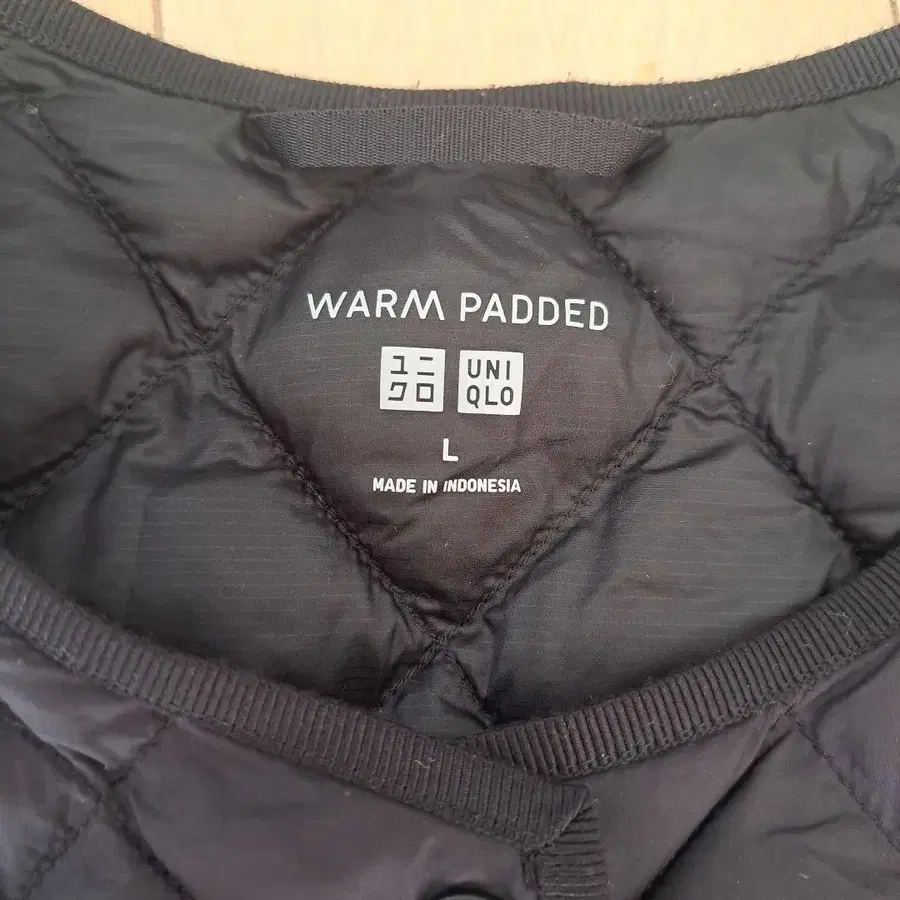 WARM PADDED
ユニ UNI
クロ QLO
L
MADE IN INDONESIA